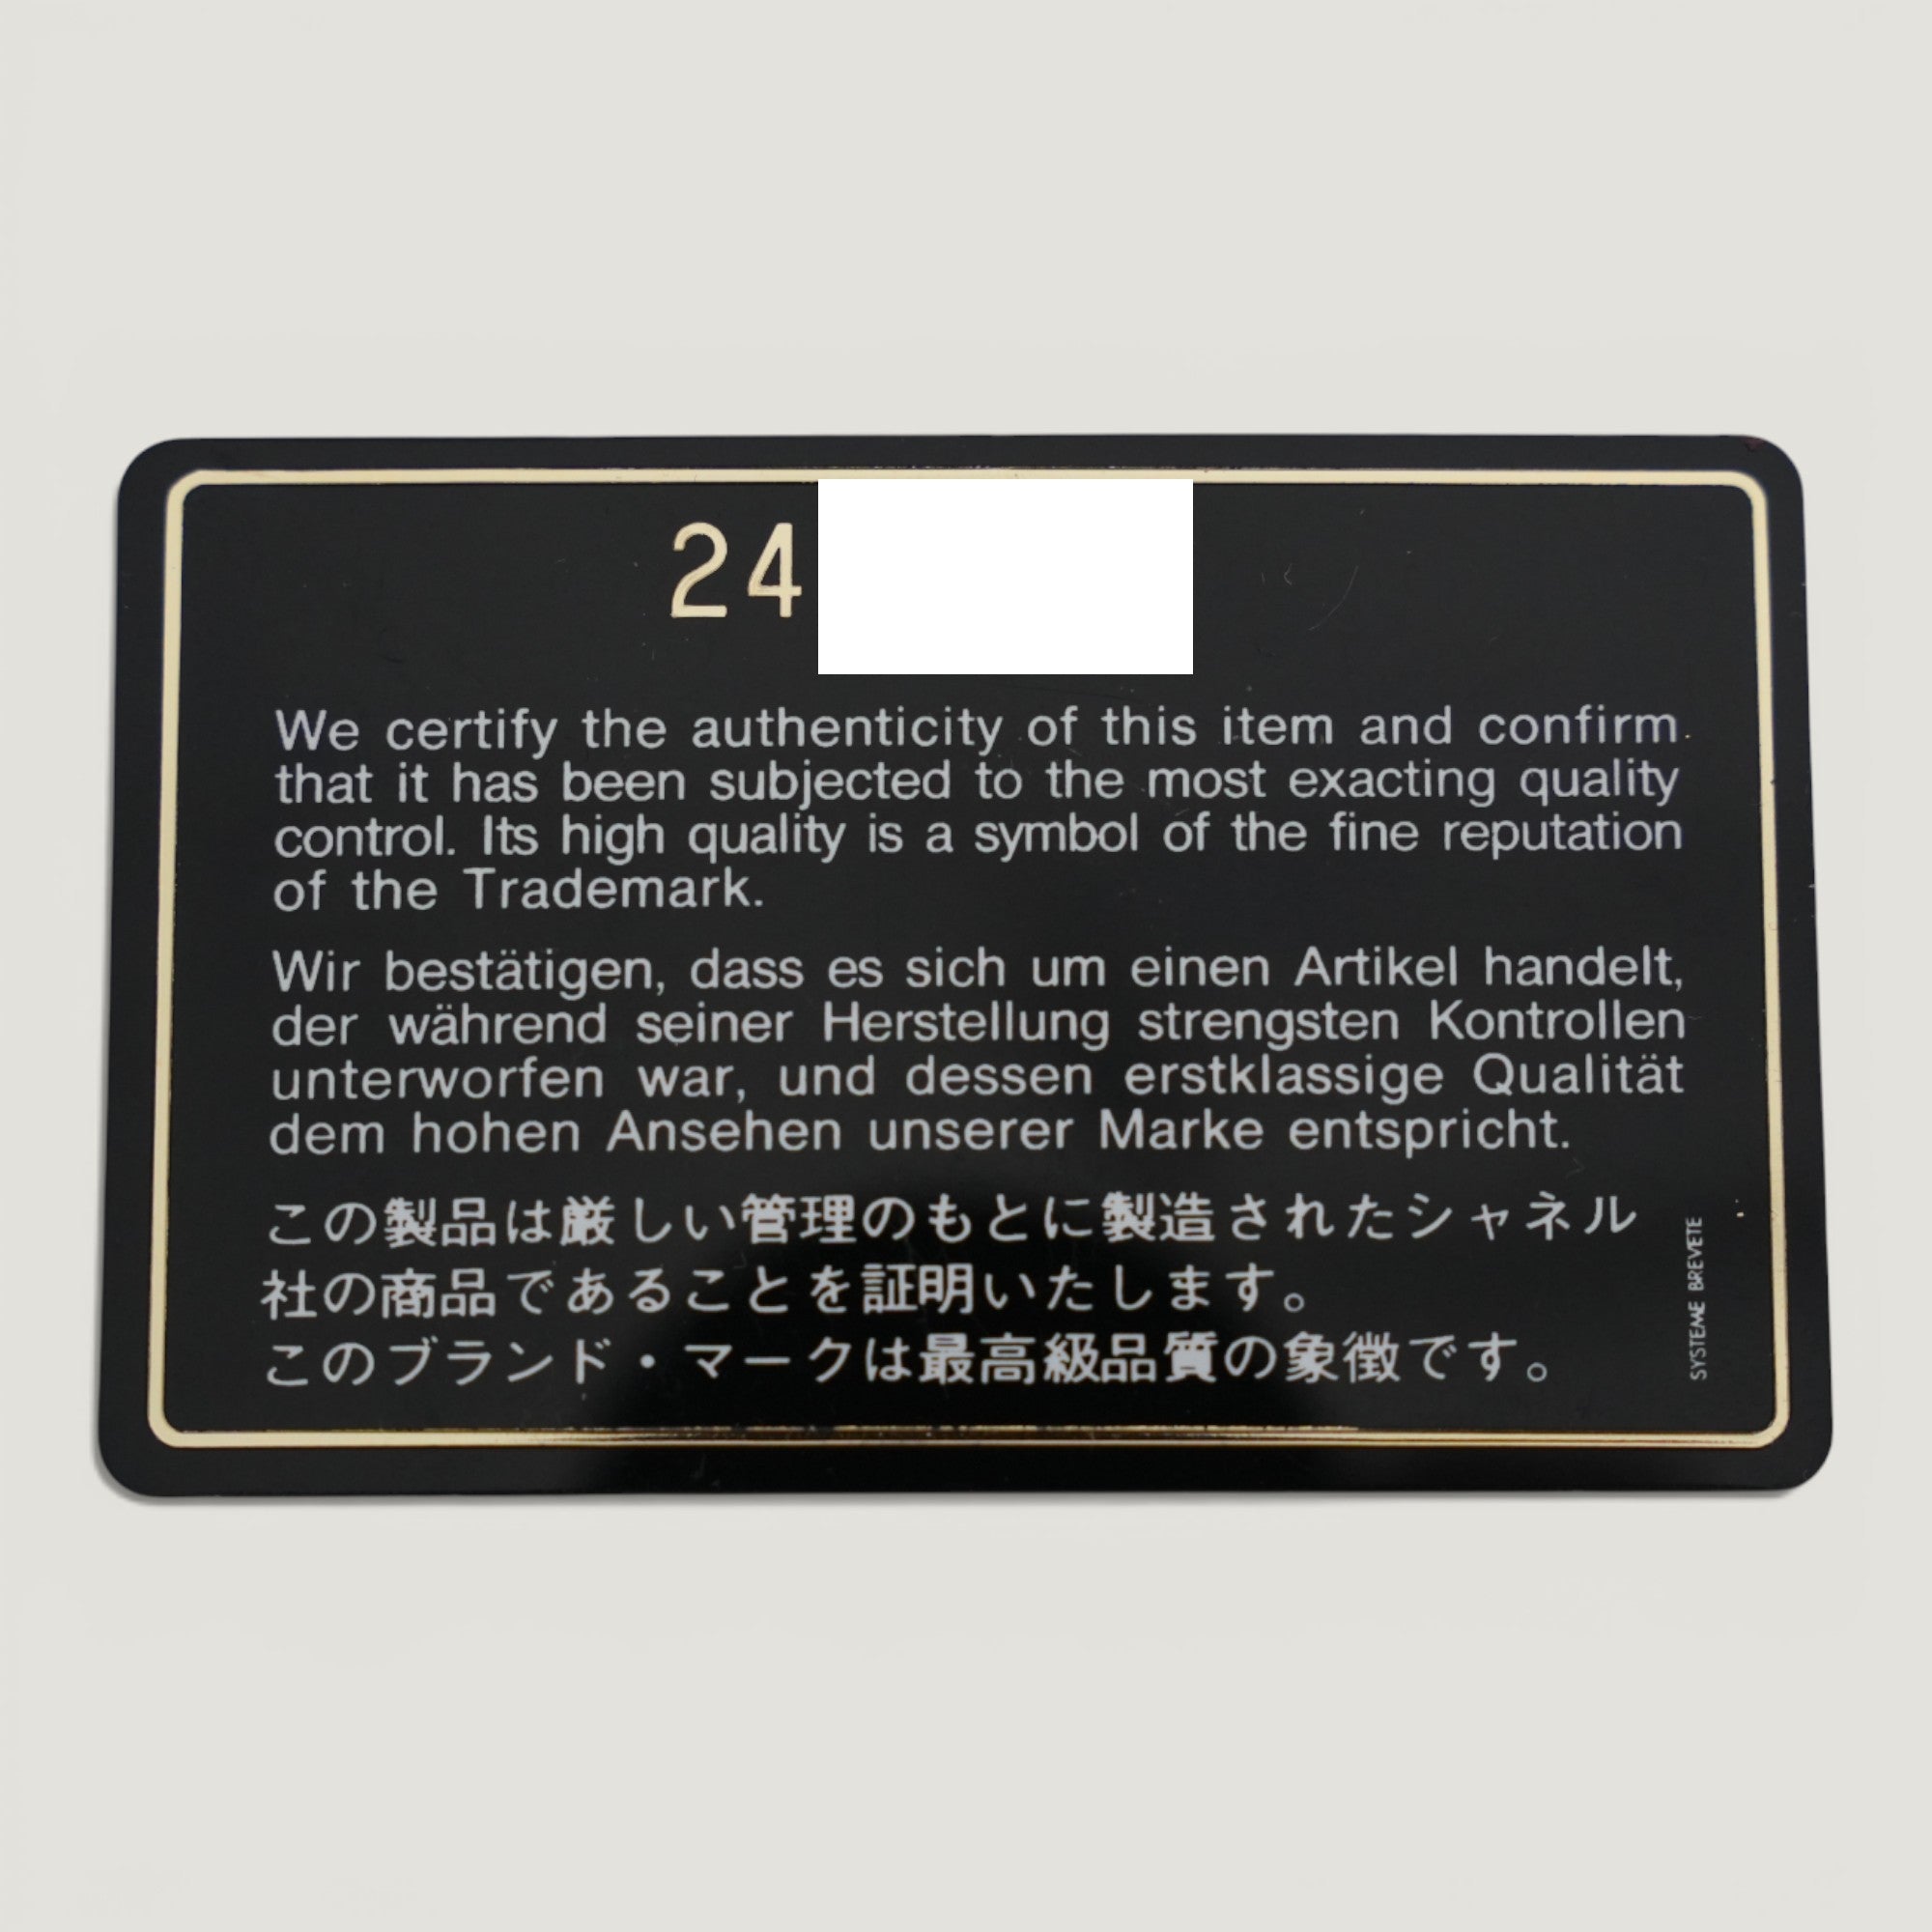 24
We certify the authenticity of this item and confirm
that it has been subjected to the most exacting quality
control. Its high quality is a symbol of the fine reputation
of the Trademark.
Wir bestätigen, dass es sich um einen Artikel handelt,
der während seiner Herstellung strengsten Kontrollen
unterworfen war, und dessen erstklassige Qualität
dem hohen Ansehen unserer Marke entspricht.
この製品は厳しい管理のもとに製造されたシャネル
社の商品であることを証明いたします。
このブランド・マークは最高級品質の象徴です。
SYSTEME BREVETE